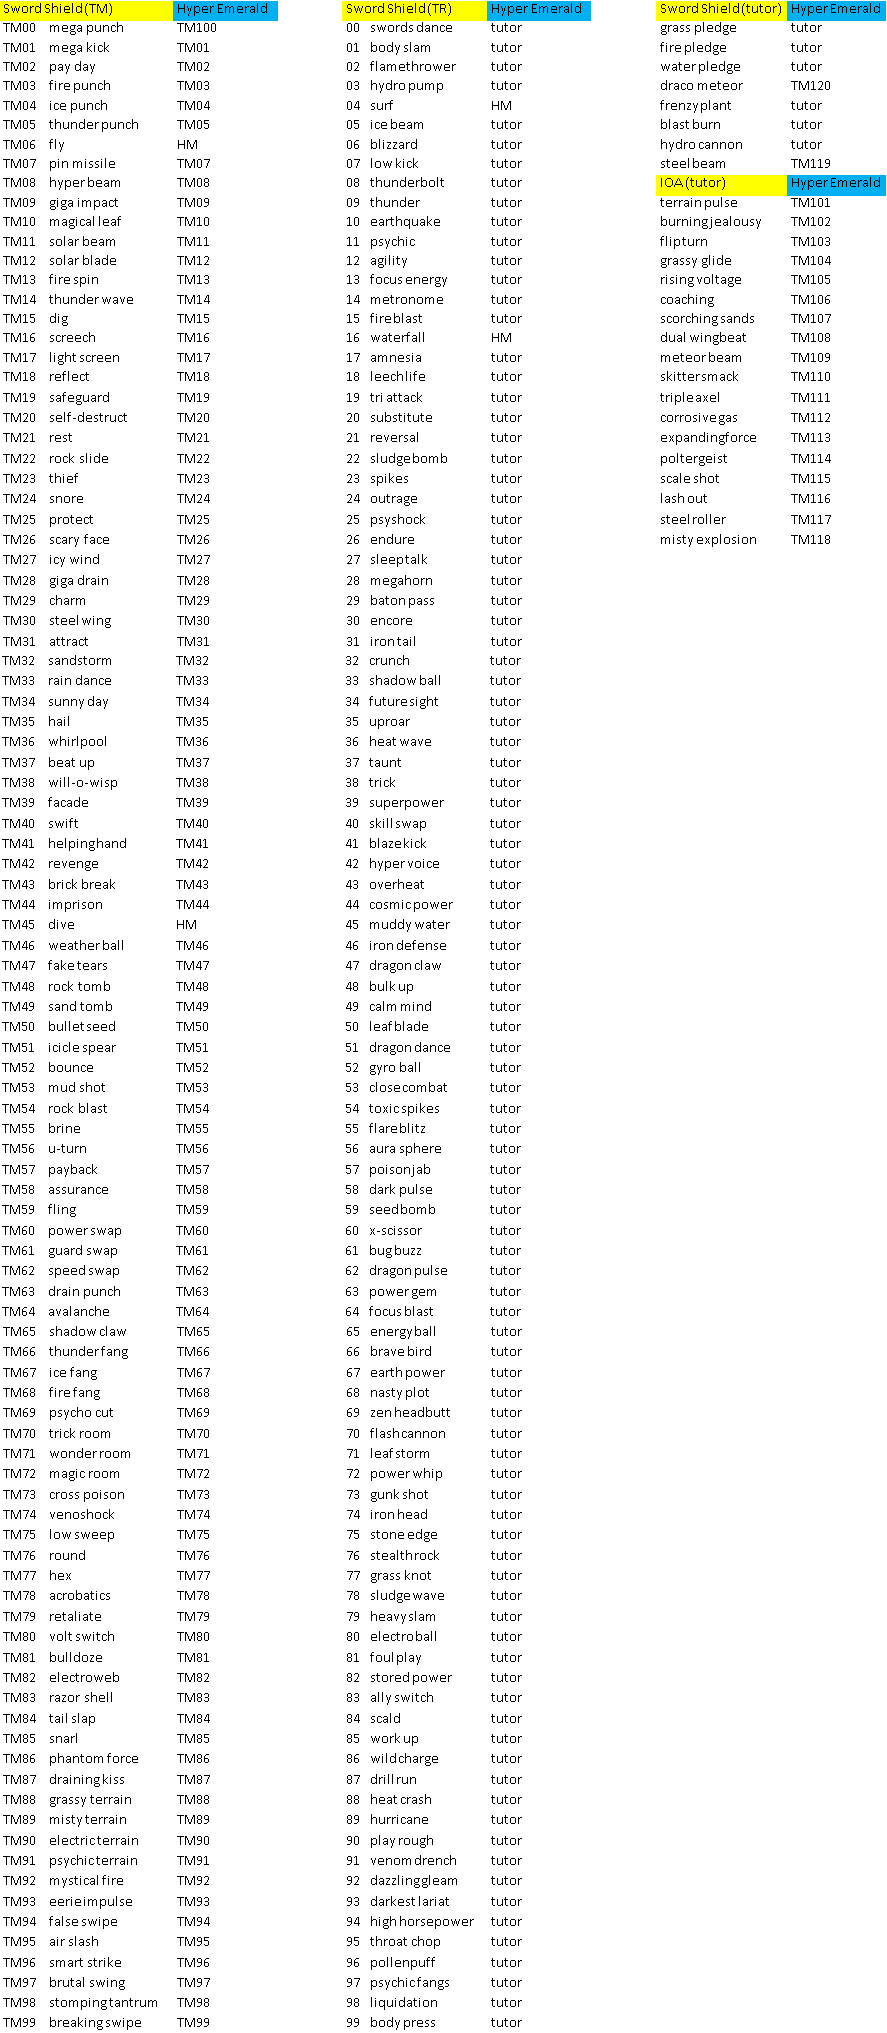 Sword Shield (TM) Hyper Emerald
TM00 mega punch TM100
TM01 mega kick TM01
TM02 pay day TM02
TM03 fire punch TM03
TM04 ice punch TM04
TM05 thunder punch TM05
TM06 fly HM
TM07 pin missile TM07
TM08 hyper beam TM08
TM09 giga impact TM09
TM10 magical leaf TM10
TM11 solar beam TM11
TM12 solar blade TM12
TM13 fire spin TM13
TM14 thunder wave TM14
TM15 dig TM15
TM16 screech TM16
TM17 light screen TM17
TM18 reflect TM18
TM19 safeguard TM19
TM20 self-destruct TM20
TM21 rest TM21
TM22 rock slide TM22
TM23 thief TM23
TM24 snore TM24
TM25 protect TM25
TM26 scary face TM26
TM27 icy wind TM27
TM28 giga drain TM28
TM29 charm TM29
TM30 steel wing TM30
TM31 attract TM31
TM32 sandstorm TM32
TM33 rain dance TM33
TM34 sunny day TM34
TM35 hail TM35
TM36 whirlpool TM36
TM37 beat up TM37
TM38 will-o-wisp TM38
TM39 facade TM39
TM40 swift TM40
TM41 helping hand TM41
TM42 revenge TM42
TM43 brick break TM43
TM44 imprison TM44
TM45 dive HM
TM46 weather ball TM46
TM47 fake tears TM47
TM48 rock tomb TM48
TM49 sand tomb TM49
TM50 bullet seed TM50
TM51 icicle spear TM51
TM52 bounce TM52
TM53 mud shot TM53
TM54 rock blast TM54
TM55 brine TM55
TM56 u-turn TM56
TM57 payback TM57
TM58 assurance TM58
TM59 fling TM59
TM60 power swap TM60
TM61 guard swap TM61
TM62 speed swap TM62
TM63 drain punch TM63
TM64 avalanche TM64
TM65 shadow claw TM65
TM66 thunder fang TM66
TM67 ice fang TM67
TM68 fire fang TM68
TM69 psycho cut TM69
TM70 trick room TM70
TM71 wonder room TM71
TM72 magic room TM72
TM73 cross poison TM73
TM74 venoshock TM74
TM75 low sweep TM75
TM76 round TM76
TM77 hex TM77
TM78 acrobatics TM78
TM79 retaliate TM79
TM80 volt switch TM80
TM81 bulldoze TM81
TM82 electroweb TM82
TM83 razor shell TM83
TM84 tail slap TM84
TM85 snarl TM85
TM86 phantom force TM86
TM87 draining kiss TM87
TM88 grassy terrain TM88
TM89 misty terrain TM89
TM90 electric terrain TM90
TM91 psychic terrain TM91
TM92 mystical fire TM92
TM93 eerie impulse TM93
TM94 false swipe TM94
TM95 air slash TM95
TM96 smart strike TM96
TM97 brutal swing TM97
TM98 stomping tantrum TM98
TM99 breaking swipe TM99
Sword Shield (TR) Hyper Emerald
00 swords dance tutor
01 body slam tutor
02 flamethrower tutor
03 hydro pump tutor
04 surf HM
05 ice beam tutor
06 blizzard tutor
07 low kick tutor
08 thunderbolt tutor
09 thunder tutor
10 earthquake tutor
11 psychic tutor
12 agility tutor
13 focus energy tutor
14 metronome tutor
15 fire blast tutor
16 waterfall HM
17 amnesia tutor
18 leech life tutor
19 tri attack tutor
20 substitute tutor
21 reversal tutor
22 sludge bomb tutor
23 spikes tutor
24 outrage tutor
25 psyshock tutor
26 endure tutor
27 sleep talk tutor
28 megahorn tutor
29 baton pass tutor
30 encore tutor
31 iron tail tutor
32 crunch tutor
33 shadow ball tutor
34 future sight tutor
35 uproar tutor
36 heat wave tutor
37 taunt tutor
38 trick tutor
39 superpower tutor
40 skill swap tutor
41 blaze kick tutor
42 hyper voice tutor
43 overheat tutor
44 cosmic power tutor
45 muddy water tutor
46 iron defense tutor
47 dragon claw tutor
48 bulk up tutor
49 calm mind tutor
50 leaf blade tutor
51 dragon dance tutor
52 gyro ball tutor
53 close combat tutor
54 toxic spikes tutor
55 flare blitz tutor
56 aura sphere tutor
57 poison jab tutor
58 dark pulse tutor
59 seed bomb tutor
60 x-scissor tutor
61 bug buzz tutor
62 dragon pulse tutor
63 power gem tutor
64 focus blast tutor
65 energy ball tutor
66 brave bird tutor
67 earth power tutor
68 nasty plot tutor
69 zen headbutt tutor
70 flash cannon tutor
71 leaf storm tutor
72 power whip tutor
73 gunk shot tutor
74 iron head tutor
75 stone edge tutor
76 stealth rock tutor
77 grass knot tutor
78 sludge wave tutor
79 heavy slam tutor
80 electro ball tutor
81 foul play tutor
82 stored power tutor
83 ally switch tutor
84 scald tutor
85 work up tutor
86 wild charge tutor
87 drill run tutor
88 heat crash tutor
89 hurricane tutor
90 play rough tutor
91 venom drench tutor
92 dazzling gleam tutor
93 darkest lariat tutor
94 high horsepower tutor
95 throat chop tutor
96 pollen puff tutor
97 psychic fangs tutor
98 liquidation tutor
99 body press tutor
Sword Shield (tutor) Hyper Emerald
grass pledge tutor
fire pledge tutor
water pledge tutor
draco meteor TM120
frenzy plant tutor
blast burn tutor
hydro cannon tutor
steel beam TM119
IOA (tutor) Hyper Emerald
terrain pulse TM101
burning jealousy TM102
flip turn TM103
grassy glide TM104
rising voltage TM105
coaching TM106
scorching sands TM107
dual wingbeat TM108
meteor beam TM109
skitter smack TM110
triple axel TM111
corrosive gas TM112
expanding force TM113
poltergeist TM114
scale shot TM115
lash out TM116
steel roller TM117
misty explosion TM118